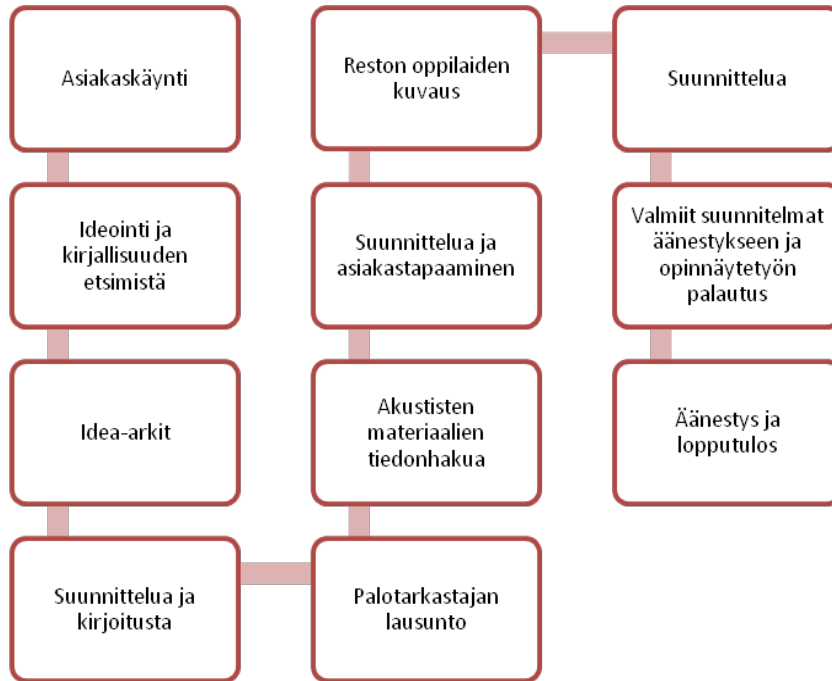 Asiakaskäynti
Ideointi ja
kirjallisuuden
etsimistä
Idea-arkit
Suunnittelua ja
kirjoitusta
Palotarkastajan
lausunto
Akustisten
materiaalien
tiedonhakua
Suunnittelua ja
asiakastapaaminen
Reston oppilaiden
kuvaus
Suunnittelua
Valmiit suunnitelmat
äänestykseen ja
opinnäytetyön
palautus
Äänestys ja
lopputulos